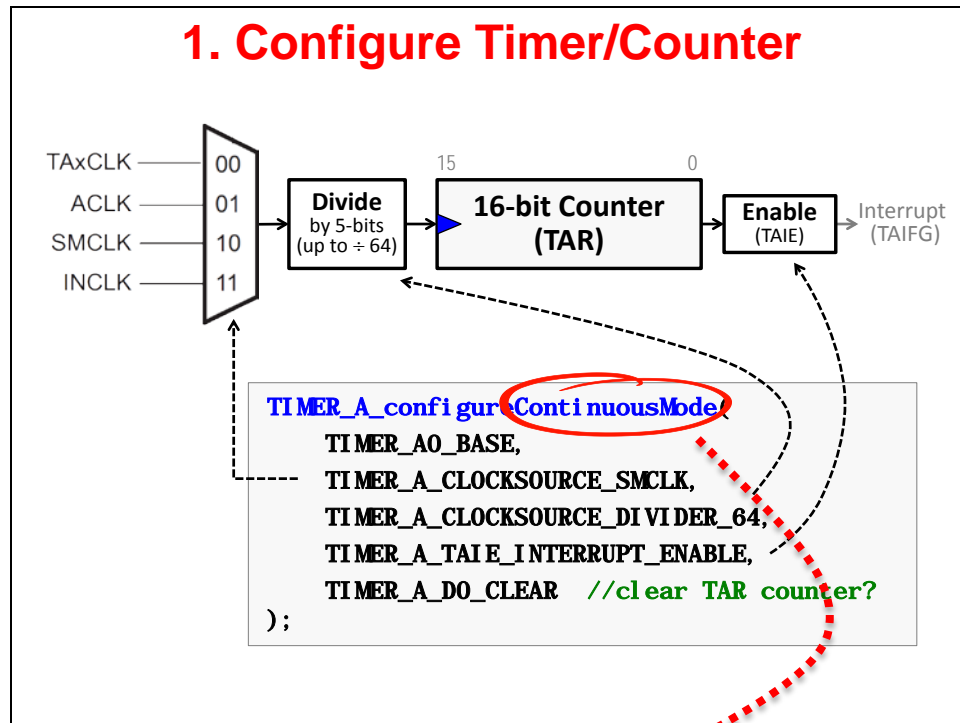 1. Configure Timer/Counter
TAxCLK
ACLK
SMCLK
INCLK
00
01
10
11
Divide
by 5-bits
(up to ÷ 64)
15
0
16-bit Counter
(TAR)
Enable
(TAIE)
Interrupt
(TAIFG)
TIMER_A_configureContinuousMode(
TIMER_A0_BASE,
TIMER_A_CLOCKSOURCE_SMCLK,
TIMER_A_CLOCKSOURCE_DIVIDER_64,
TIMER_A_TAIE_INTERRUPT_ENABLE,
TIMER_A_DO_CLEAR //clear TAR counter?
);